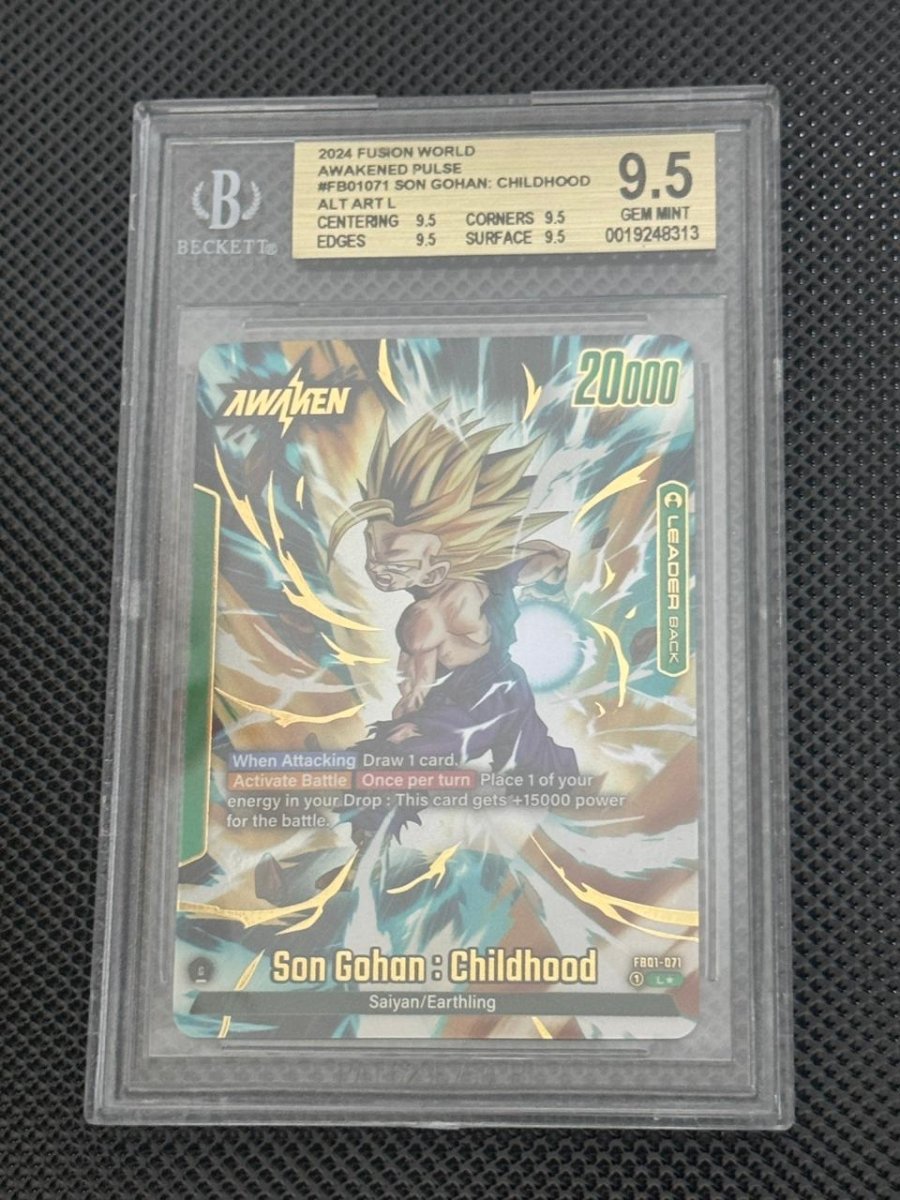 2024 FUSION WORLD
AWAKENED PULSE
#FB01071 SON GOHAN: CHILDHOOD
ALT ART L
CENTERING 9.5 CORNERS 9.5
EDGES 9.5 SURFACE 9.5
9.5
GEM MINT
0019248313
B
BECKETT®
AWAKEN
20000
LEADER BACK
When Attacking Draw 1 card.
Activate Battle Once per turn Place 1 of your
energy in your Drop : This card gets +15000 power
for the battle.
Son Gohan : Childhood
FB01-071
1 L★
G
Saiyan/Earthling